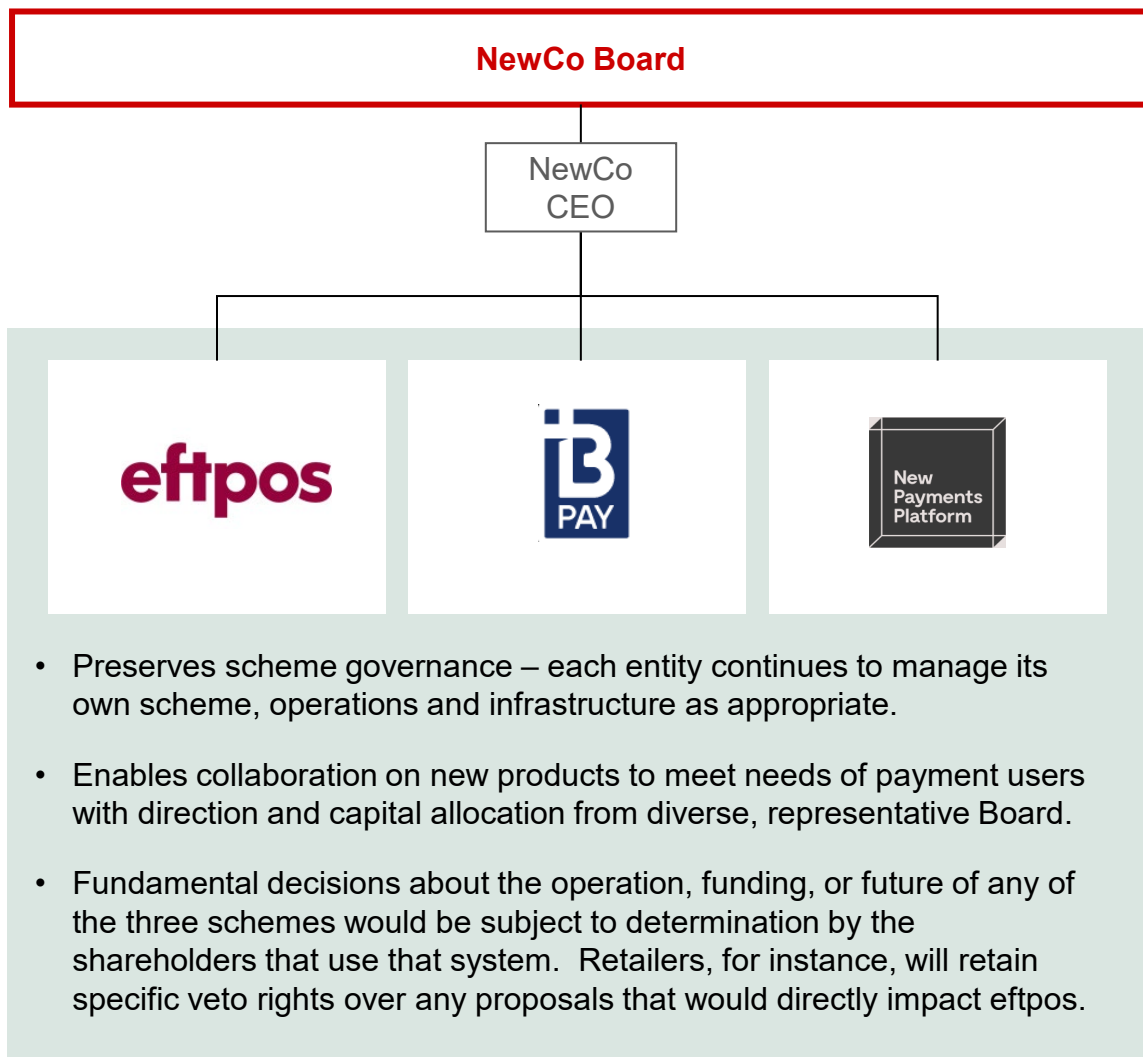 NewCo Board
NewCo
CEO
eftpos
B
PAY
New
Payments
Platform
• Preserves scheme governance – each entity continues to manage its
own scheme, operations and infrastructure as appropriate.
• Enables collaboration on new products to meet needs of payment users
with direction and capital allocation from diverse, representative Board.
• Fundamental decisions about the operation, funding, or future of any of
the three schemes would be subject to determination by the
shareholders that use that system.  Retailers, for instance, will retain
specific veto rights over any proposals that would directly impact eftpos.